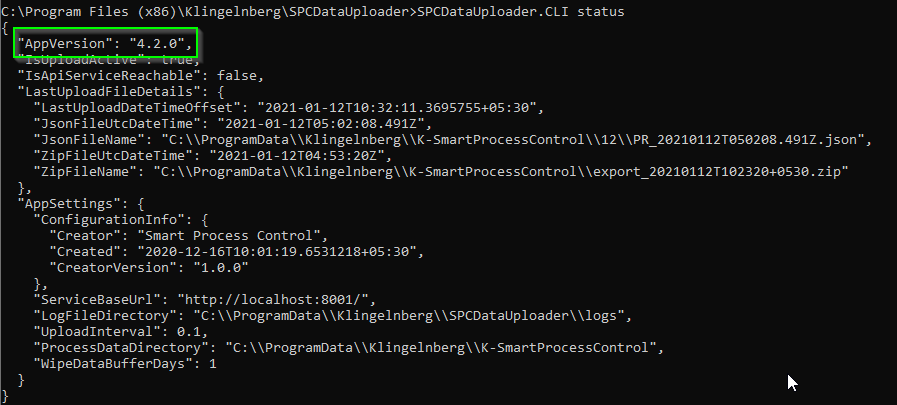 C:\Program Files (x86)\Klingelnberg\SPCDataUploader>SPCDataUploader.CLI status
{
"AppVersion": "4.2.0",
"IsUploadActive": true,
"IsApiServiceReachable": false,
"LastUploadFileDetails": {
"LastUploadDateTimeOffset": "2021-01-12T10:32:11.3695755+05:30",
"JsonFileUtcDateTime": "2021-01-12T05:02:08.491Z",
"JsonFileName": "C:\\ProgramData\\Klingelnberg\\K-SmartProcessControl\\12\\PR_20210112T050208.491Z.json",
"ZipFileUtcDateTime": "2021-01-12T04:53:20Z",
"ZipFileName": "C:\\ProgramData\\Klingelnberg\\K-SmartProcessControl\\export_20210112T102320+0530.zip"
},
"AppSettings": {
"ConfigurationInfo": {
"Creator": "Smart Process Control",
"Created": "2020-12-16T10:01:19.6531218+05:30",
"CreatorVersion": "1.0.0"
},
"ServiceBaseUrl": "http://localhost:8001/",
"LogFileDirectory": "C:\\ProgramData\\Klingelnberg\\SPCDataUploader\\logs",
"UploadInterval": 0.1,
"ProcessDataDirectory": "C:\\ProgramData\\Klingelnberg\\K-SmartProcessControl",
"WipeDataBufferDays": 1
}
}